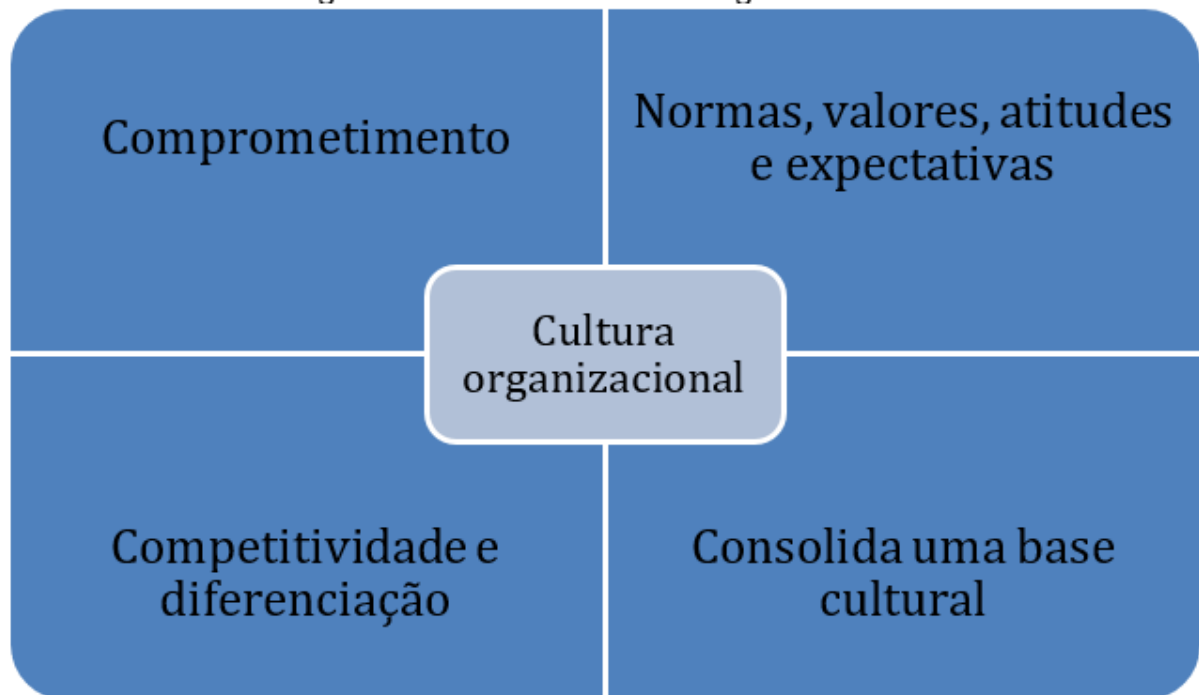 Comprometimento
Normas, valores, atitudes
e expectativas
Cultura
organizacional
Competitividade e
diferenciação
Consolida uma base
cultural